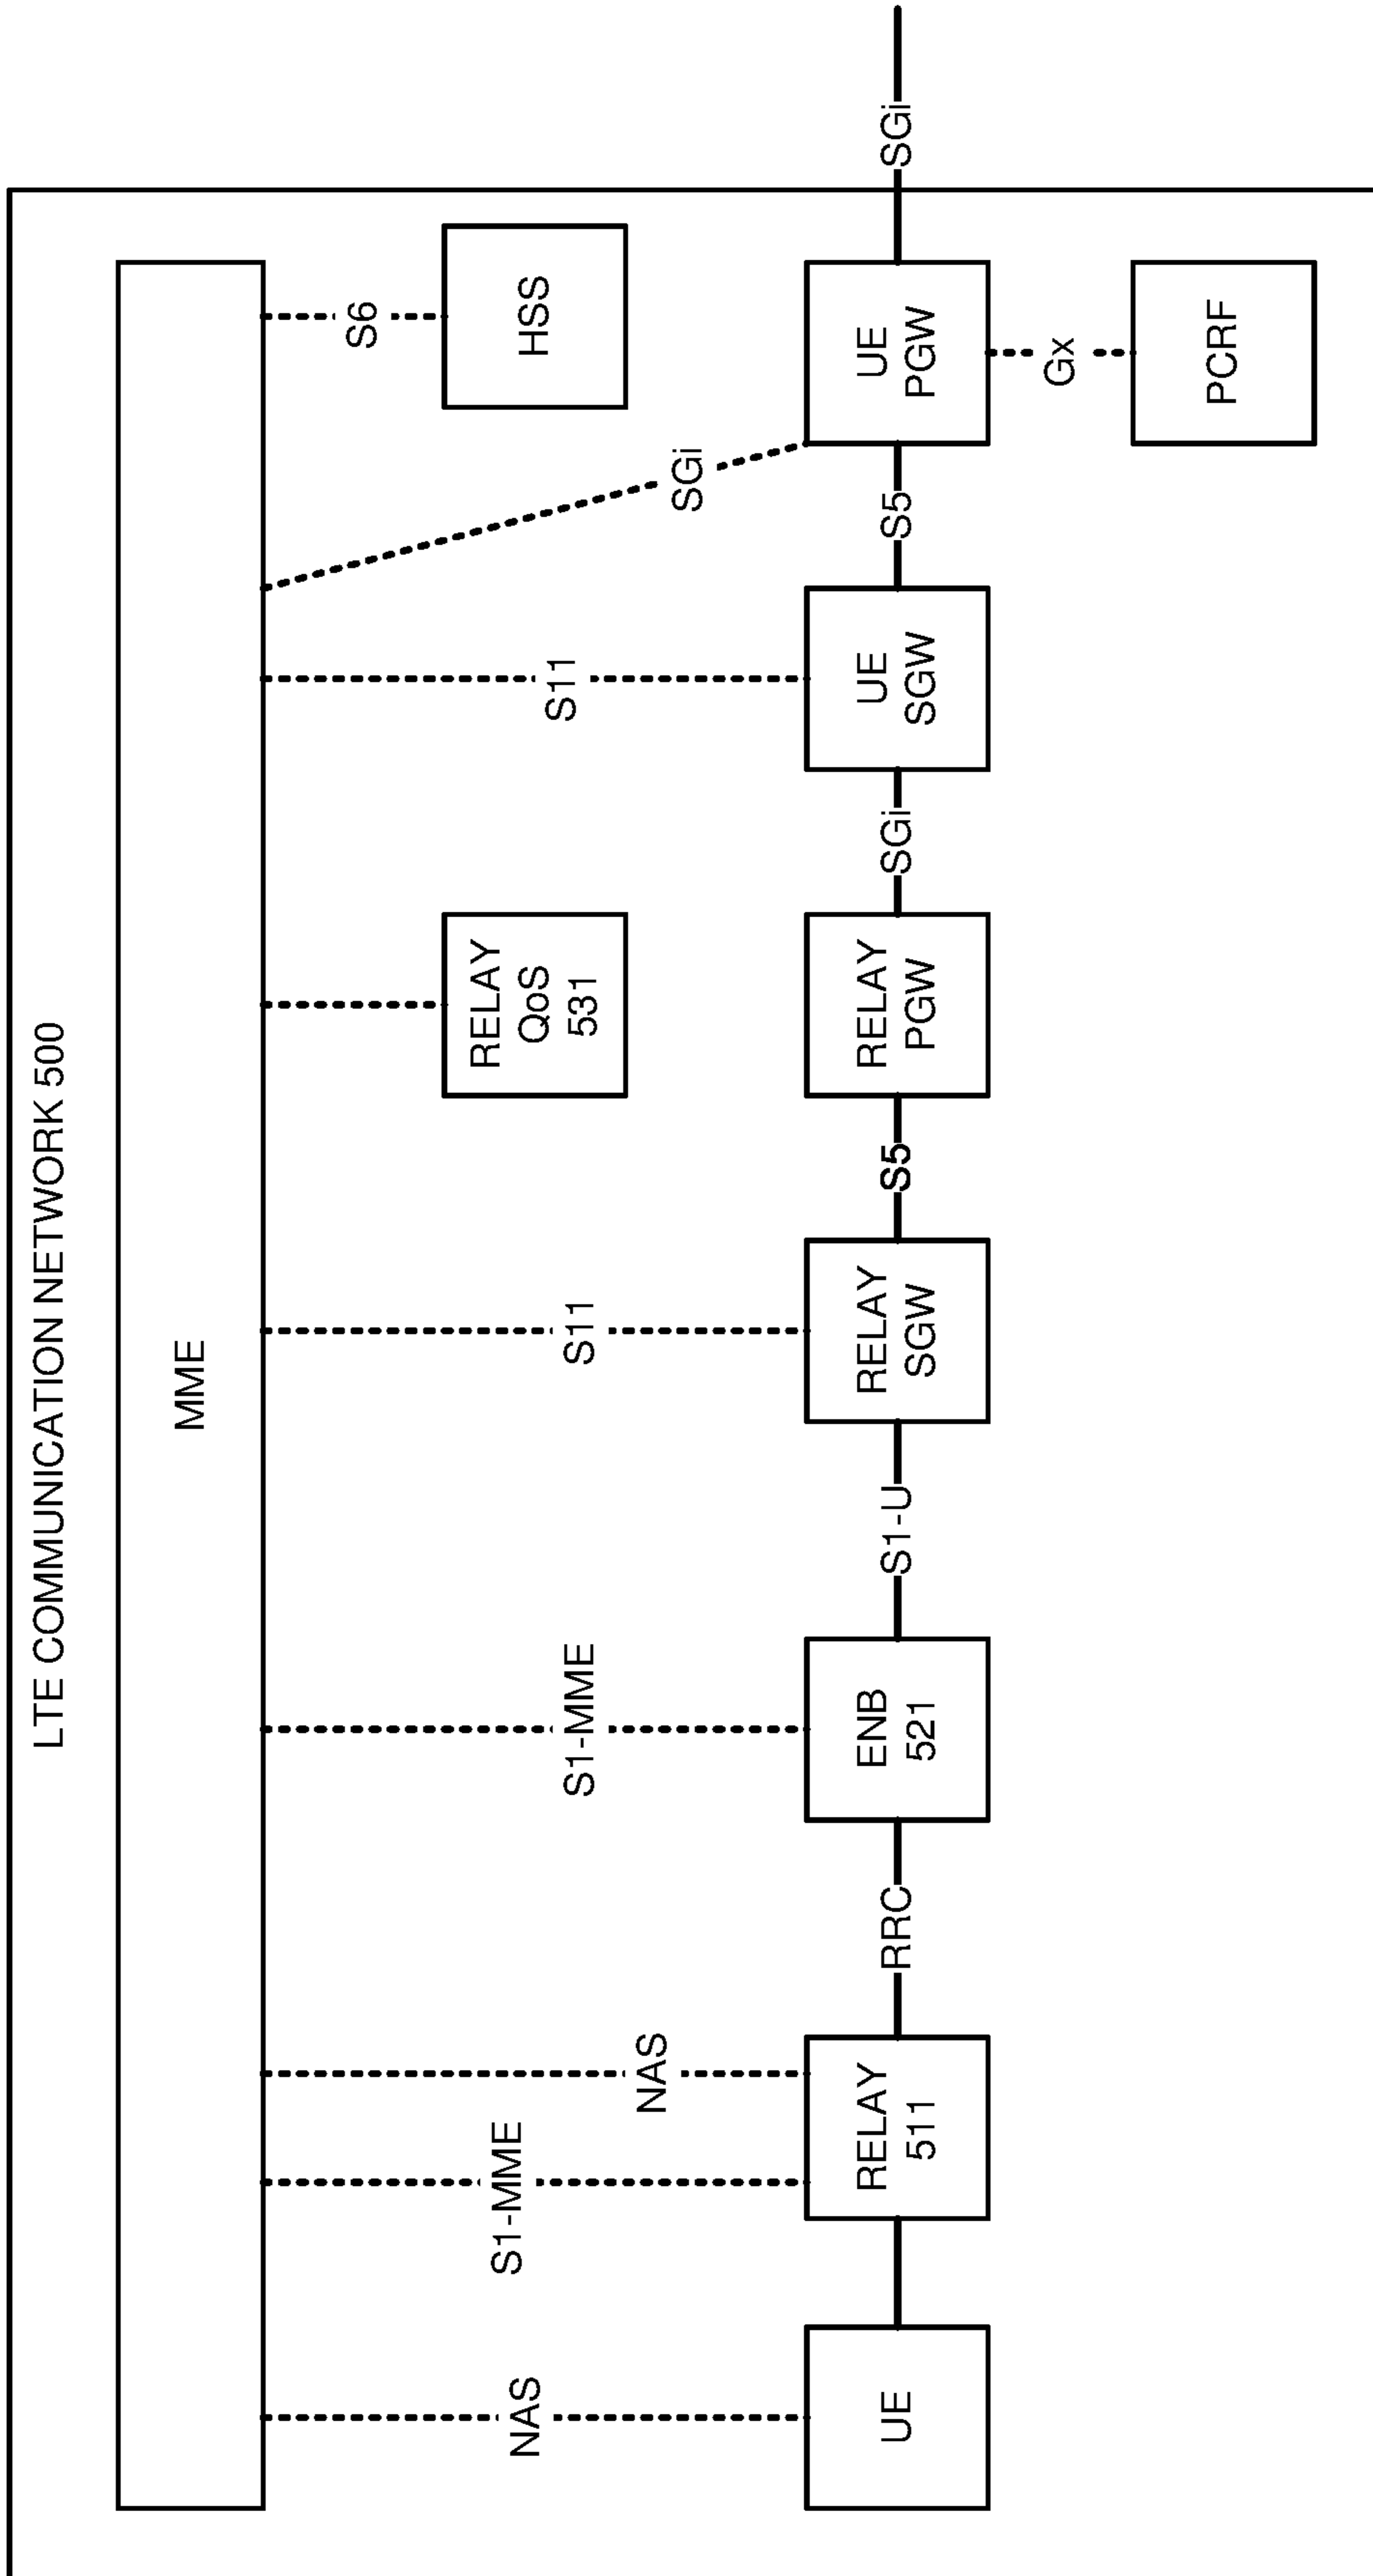 LTE COMMUNICATION NETWORK 500
MME
NAS
S1-MME
NAS
S1-MME
S11
S11
SGi
S6
RELAY
QoS
531
HSS
UE
RELAY
511
RRC
ENB
521
S1-U
RELAY
SGW
S5
RELAY
PGW
SGi
UE
SGW
S5
UE
PGW
SGi
Gx
PCRF